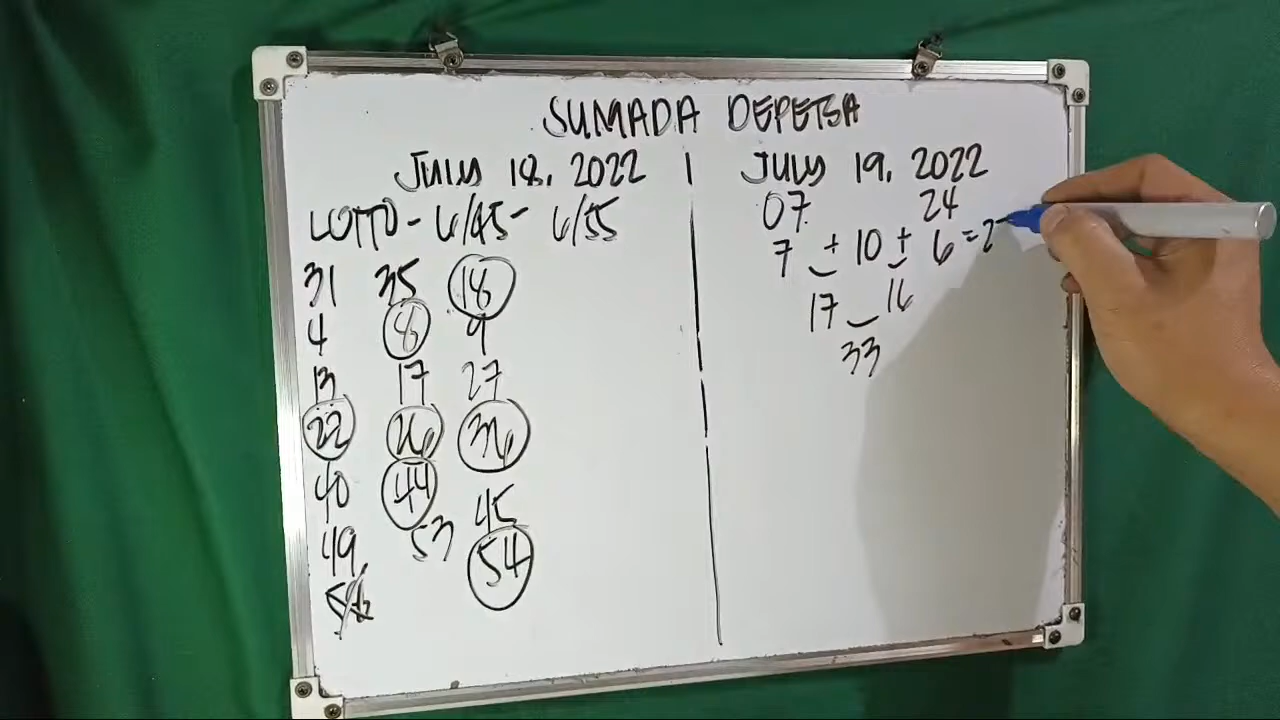 SUMADA DEPETSA
JULY 18, 2022
LOTTO - 6/45 - 6/55
31 35 18
4 8 9
13 17 27
22 26 36
40 44 45
49 53 54
JULY 19, 2022
07 24
7 + 10 + 6 = 2
17 16
33